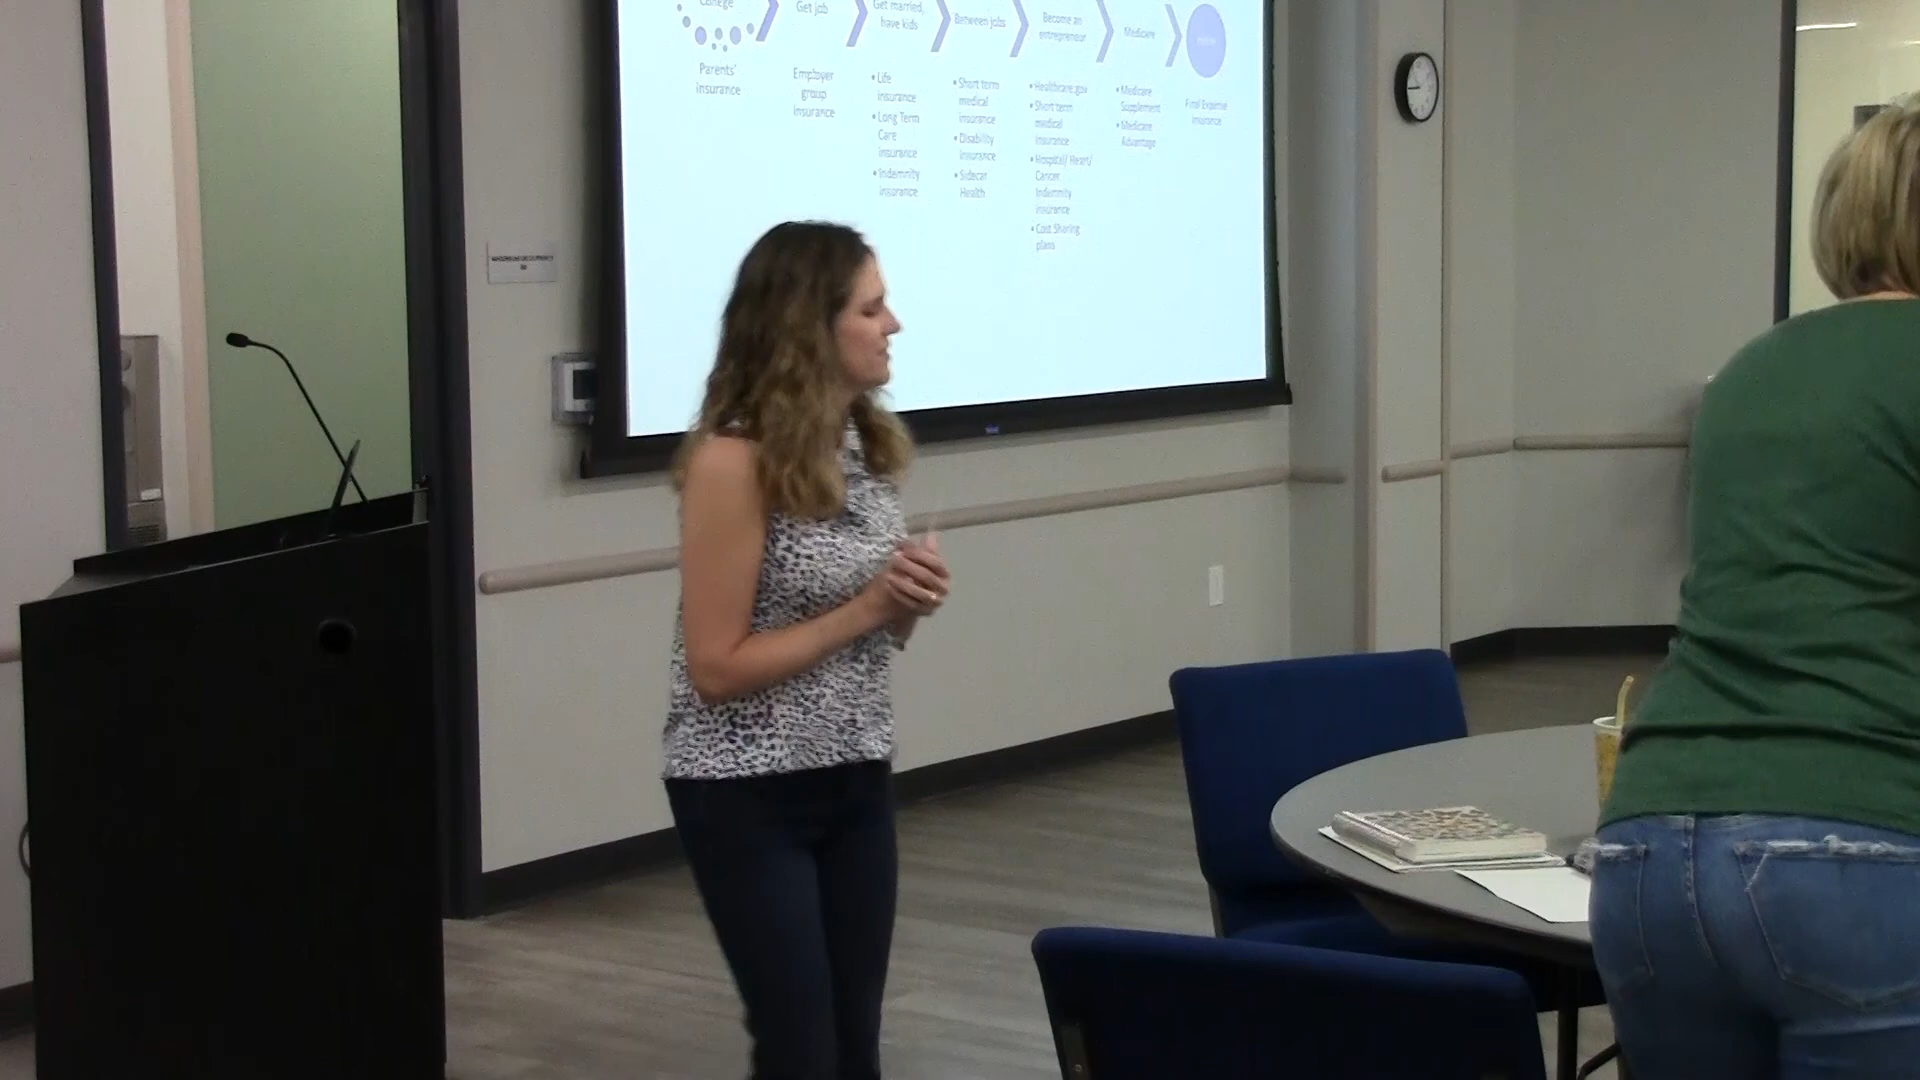 College
Get job
Get married,
have kids
Between jobs
Become an
entrepreneur
Medicare
Parents'
insurance
Employer
group
insurance
• Life
insurance
• Long Term
Care
insurance
• Indemnity
insurance
• Short term
medical
insurance
• Disability
insurance
• Sidecar
Health
• Healthcare.gov
• Short term
medical
insurance
• Hospital/ Heart/
Cancer
Indemnity
insurance
• Cost Sharing
plans
• Medicare
Supplement
• Medicare
Advantage
Final Expense
insurance